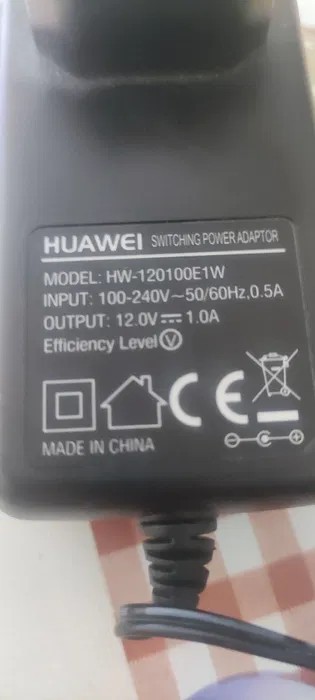 HUAWEI SWITCHING POWER ADAPTOR
MODEL: HW-120100E1W
INPUT: 100-240V~50/60Hz,0.5A
OUTPUT: 12.0V⎓1.0A
Efficiency Level Ⓥ
CE
MADE IN CHINA